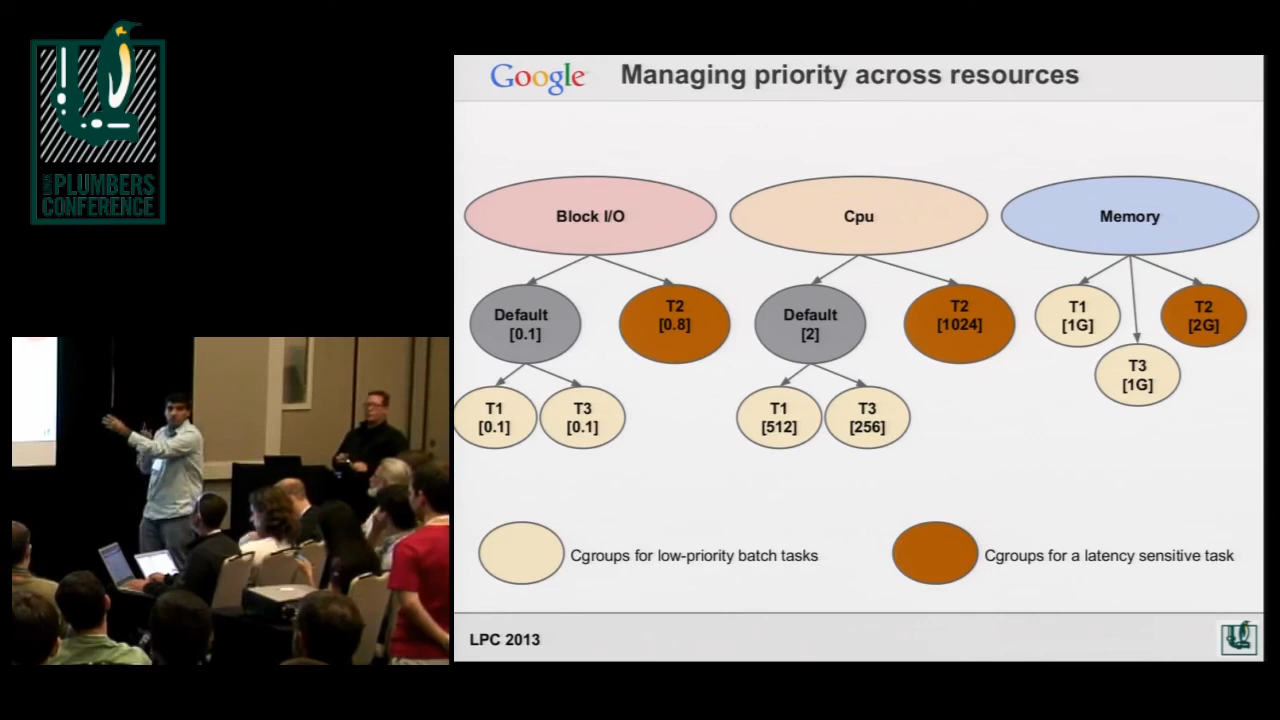 LINUX
PLUMBERS
CONFERENCE
Google
Managing priority across resources
Block I/O
Cpu
Memory
Default
[0.1]
T2
[0.8]
Default
[2]
T2
[1024]
T1
[1G]
T2
[2G]
T3
[1G]
T1
[0.1]
T3
[0.1]
T1
[512]
T3
[256]
Cgroups for low-priority batch tasks
Cgroups for a latency sensitive task
LPC 2013